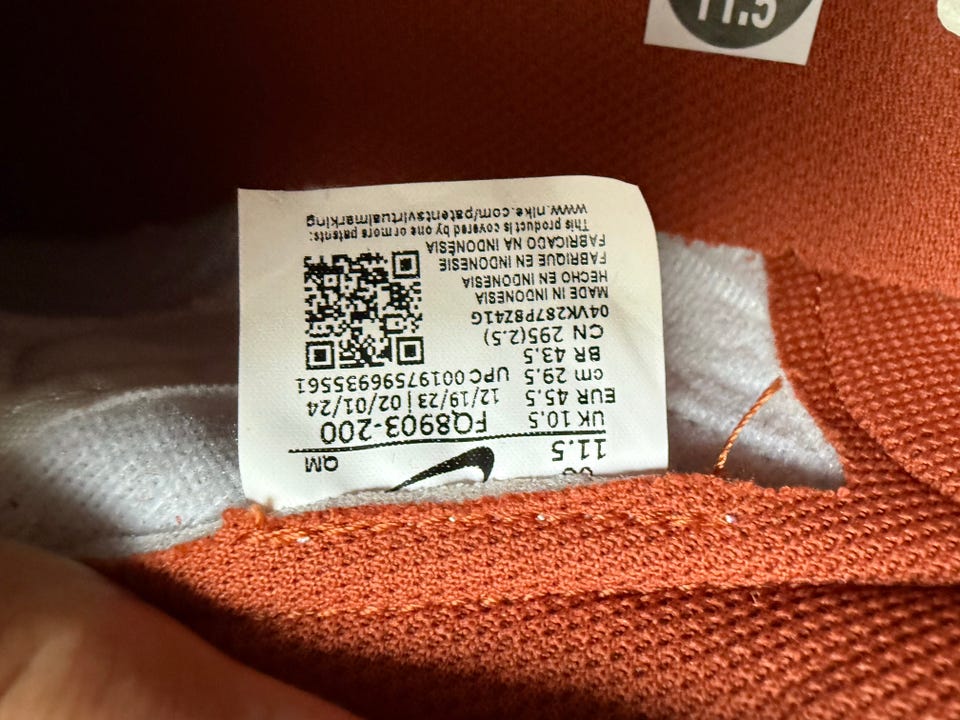 11.5
US
11.5 QM
UK 10.5 FQ8903-200
EUR 45.5 12/19/23 | 02/01/24
cm 29.5 UPC 00197596935561
BR 43.5
CN 295(2.5)
04VK287P8Z41G
MADE IN INDONESIA
HECHO EN INDONESIA
FABRIQUE EN INDONESIE
FABRICADO NA INDONÉSIA
This product is covered by one or more patents:
www.nike.com/patentsvirtualmarking